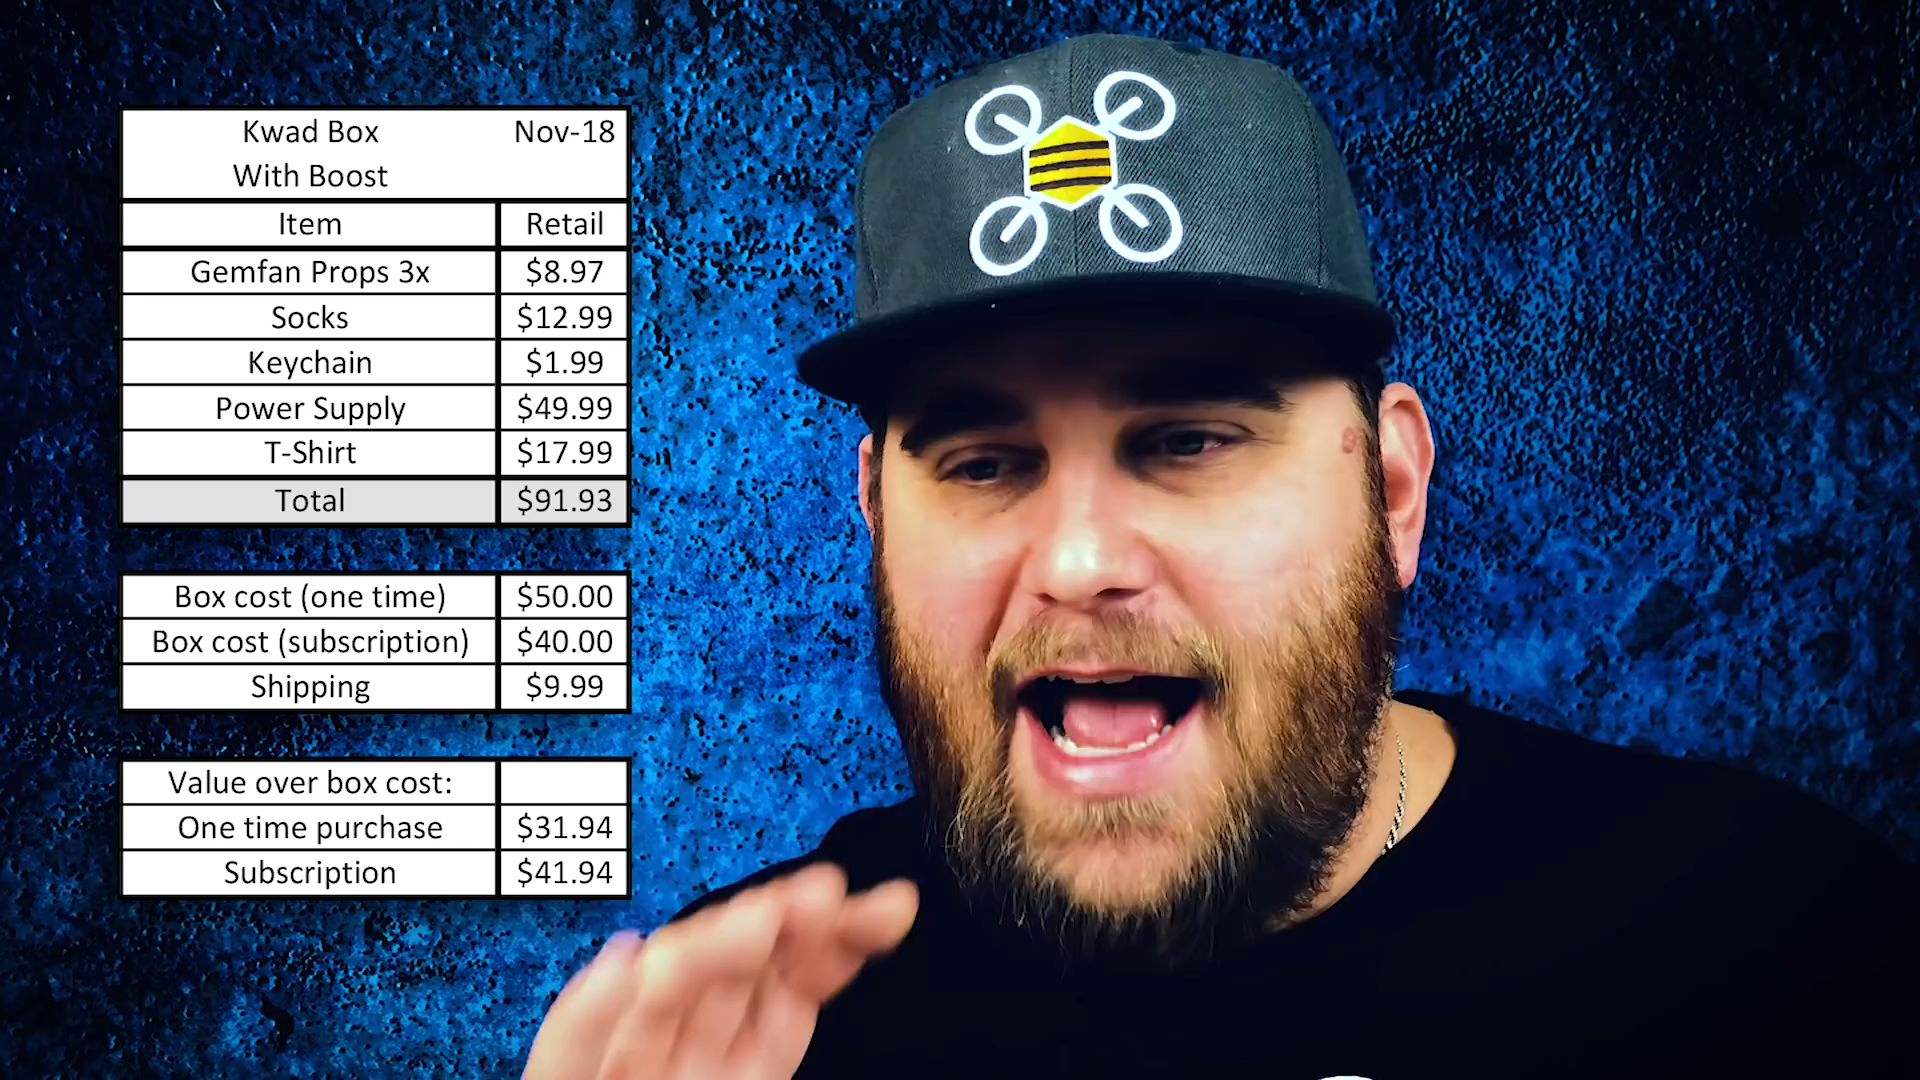 Kwad Box Nov-18
With Boost
Item Retail
Gemfan Props 3x $8.97
Socks $12.99
Keychain $1.99
Power Supply $49.99
T-Shirt $17.99
Total $91.93
Box cost (one time) $50.00
Box cost (subscription) $40.00
Shipping $9.99
Value over box cost:
One time purchase $31.94
Subscription $41.94